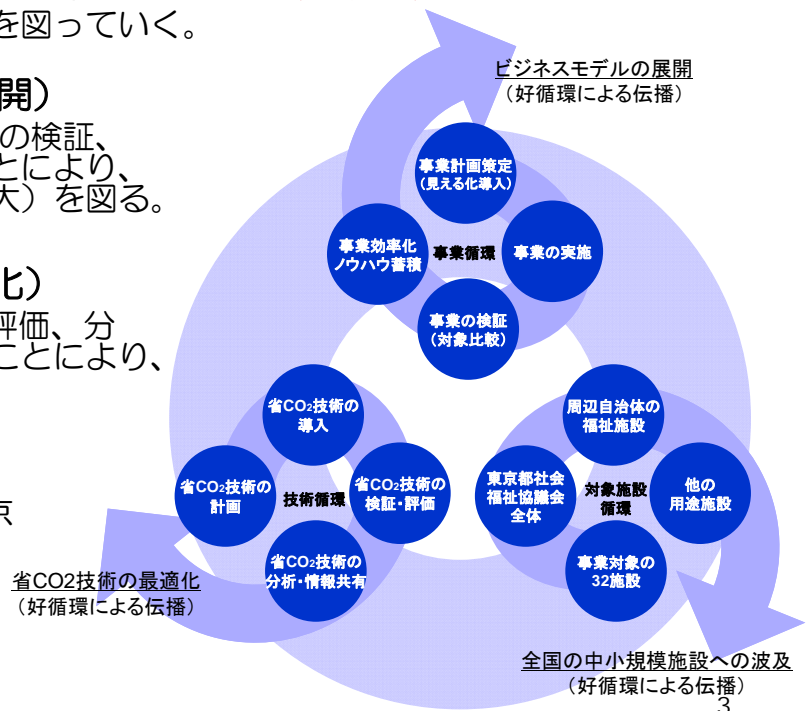 を図っていく。
開）
の検証、
とにより、
大）を図る。
化）
評価、分
ことにより、
京
ビジネスモデルの展開
（好循環による伝播）
事業計画策定
（見える化導入）
事業効率化
ノウハウ蓄積
事業循環
事業の実施
事業の検証
（対象比較）
省CO₂技術の
導入
省CO₂技術の
計画
技術循環
省CO₂技術の
検証・評価
省CO₂技術の
分析・情報共有
省CO2技術の最適化
（好循環による伝播）
周辺自治体の
福祉施設
東京都社会
福祉協議会
全体
対象施設
循環
他の
用途施設
事業対象の
32施設
全国の中小規模施設への波及
（好循環による伝播）
3